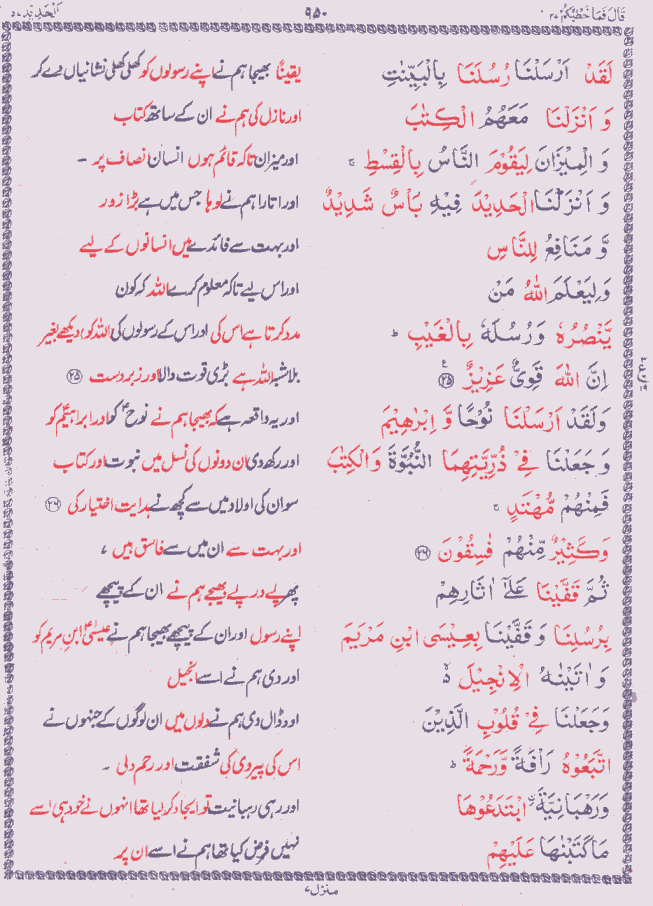 قَالَ فَمَا خَطْبُكُمْ ٢٧ ٩٥٠ اَلْحَدِيْد ٥٧
لَقَدْ اَرْسَلْنَا رُسُلَنَا بِالْبَيِّنٰتِ یقیناً بھیجا ہم نے اپنے رسولوں کو کھلی کھلی نشانیاں دے کر
وَ اَنْزَلْنَا مَعَهُمُ الْكِتٰبَ اور نازل کی ہم نے ان کے ساتھ کتاب
وَ الْمِيْزَانَ لِيَقُوْمَ النَّاسُ بِالْقِسْطِ ۚ اور میزان تاکہ قائم ہوں انسان انصاف پر ۔
وَ اَنْزَلْنَا الْحَدِيْدَ فِيْهِ بَاْسٌ شَدِيْدٌ اور اتارا ہم نے لوہا جس میں ہے بڑا زور
وَّ مَنَافِعُ لِلنَّاسِ اور بہت سے فائدے ہیں انسانوں کے لیے
وَ لِيَعْلَمَ اللّٰهُ مَنْ اور اس لیے تاکہ معلوم کرے اللہ کہ کون
يَّنْصُرُهٗ وَ رُسُلَهٗ بِالْغَيْبِ ؕ مدد کرتا ہے اس کی اور اس کے رسولوں کی اللہ کو دیکھے بغیر
اِنَّ اللّٰهَ قَوِىٌّ عَزِيْزٌ ﴿٢٥﴾ بلاشبہ اللہ ہے بڑی قوت والا اور زبردست ﴿٢٥﴾
وَلَقَدْ اَرْسَلْنَا نُوْحًا وَّ اِبْرٰهِيْمَ اور یہ واقعہ ہے کہ بھیجا ہم نے نوحؑ کو اور ابراہیمؑ کو
وَ جَعَلْنَا فِىْ ذُرِّيَّتِهِمَا النُّبُوَّةَ وَالْكِتٰبَ اور رکھ دی ان دونوں کی نسل میں نبوت اور کتاب
فَمِنْهُمْ مُّهْتَدٍ ۚ سو ان کی اولاد میں سے کچھ نے ہدایت اختیار کی ﴿٢٦﴾
وَكَثِيْرٌ مِّنْهُمْ فٰسِقُوْنَ ﴿٢٦﴾ اور بہت سے ان میں سے فاسق ہیں ،
ثُمَّ قَفَّيْنَا عَلٰٓى اٰثَارِهِمْ پھر پے در پے بھیجے ہم نے ان کے پیچھے
بِرُسُلِنَا وَ قَفَّيْنَا بِعِيْسَى ابْنِ مَرْيَمَ اپنے رسول اور ان کے پیچھے بھیجا ہم نے عیسیٰؑ ابن مریم کو
وَ اٰتَيْنٰهُ الْاِنْجِيْلَ ۙ اور دی ہم نے اسے انجیل
وَجَعَلْنَا فِىْ قُلُوْبِ الَّذِيْنَ اور ڈال دی ہم نے دلوں میں ان لوگوں کے جنہوں نے
اتَّبَعُوْهُ رَاْفَةً وَّرَحْمَةً ؕ اس کی پیروی کی شفقت اور رحم دلی ۔
وَرَهْبَانِيَّةَ ۨ ابْتَدَعُوْهَا اور رہی رہبانیت تو ایجاد کر لیا تھا انہوں نے خود ہی اسے
مَا كَتَبْنٰهَا عَلَيْهِمْ نہیں فرض کیا تھا ہم نے اسے ان پر
منزل ٧